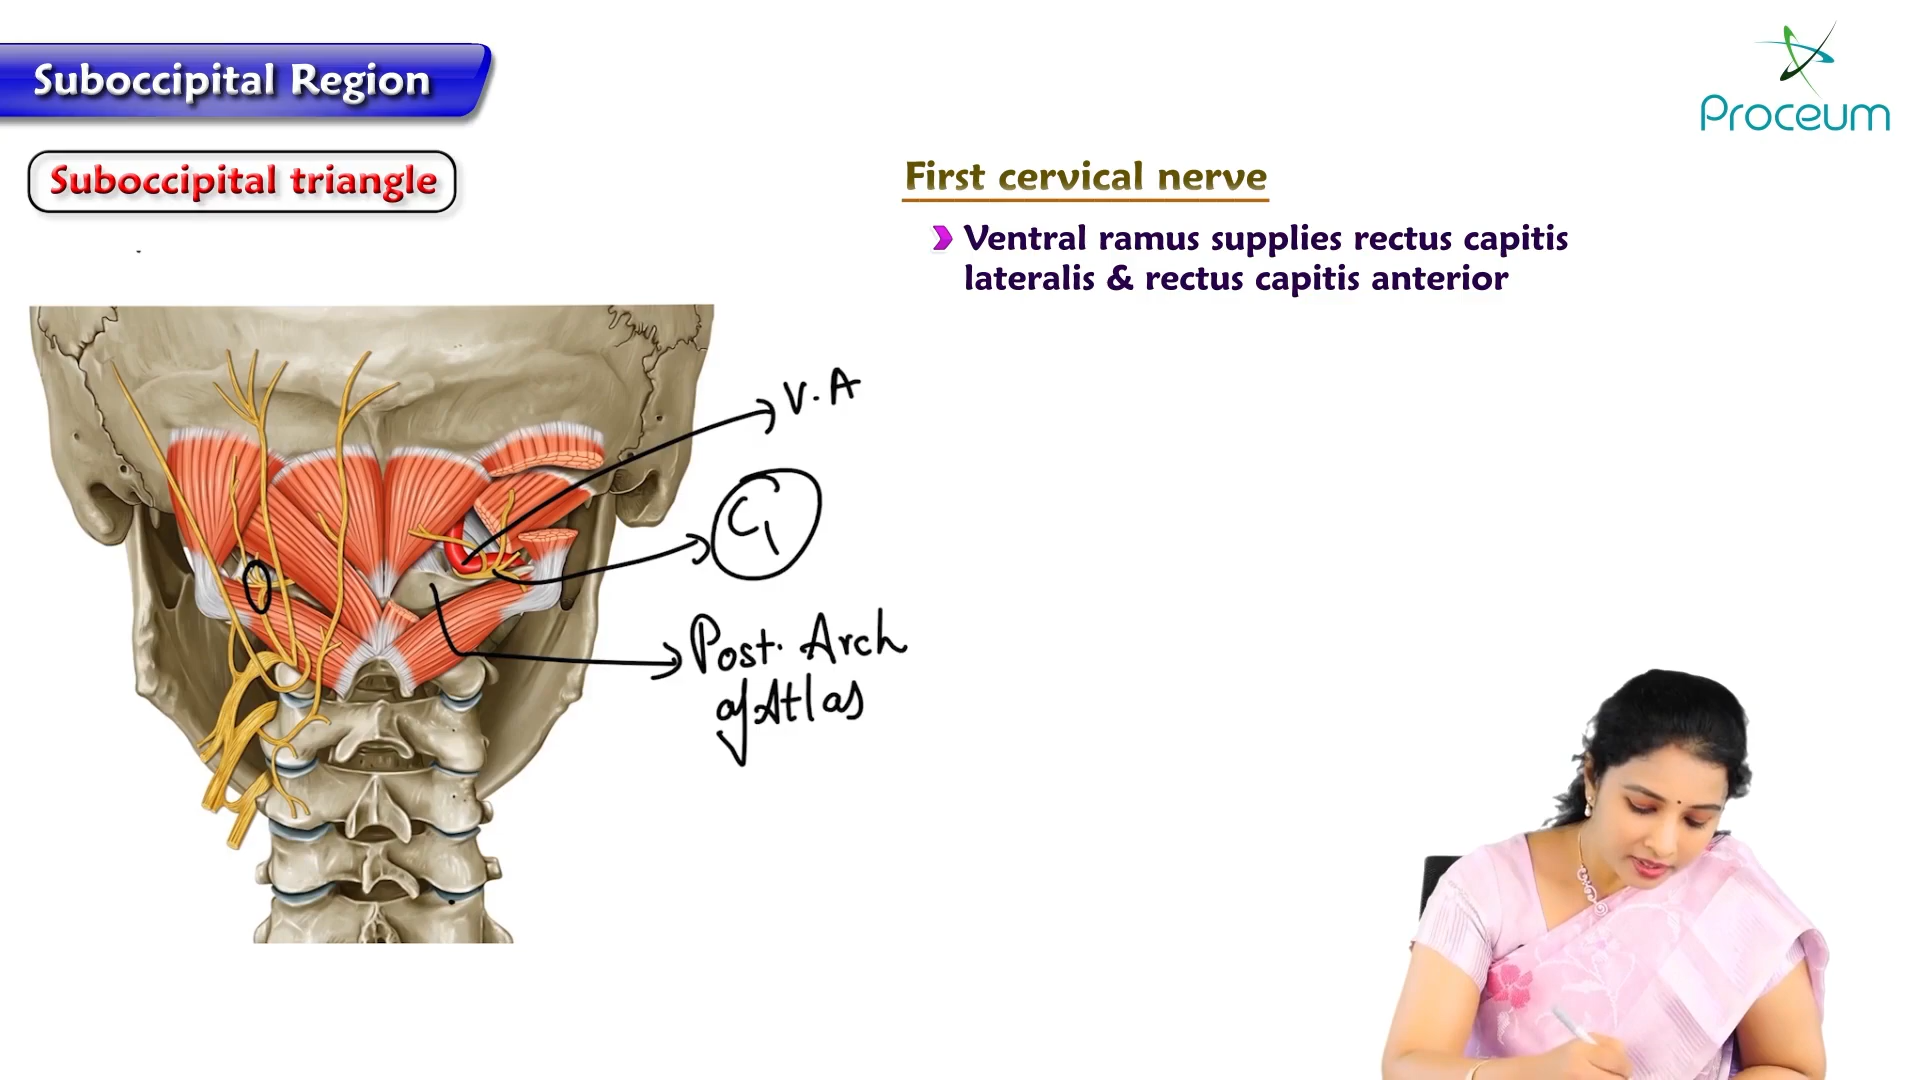 Suboccipital Region
Proceum
Suboccipital triangle
First cervical nerve
Ventral ramus supplies rectus capitis
lateralis & rectus capitis anterior
V.A
C1
Post. Arch
of Atlas